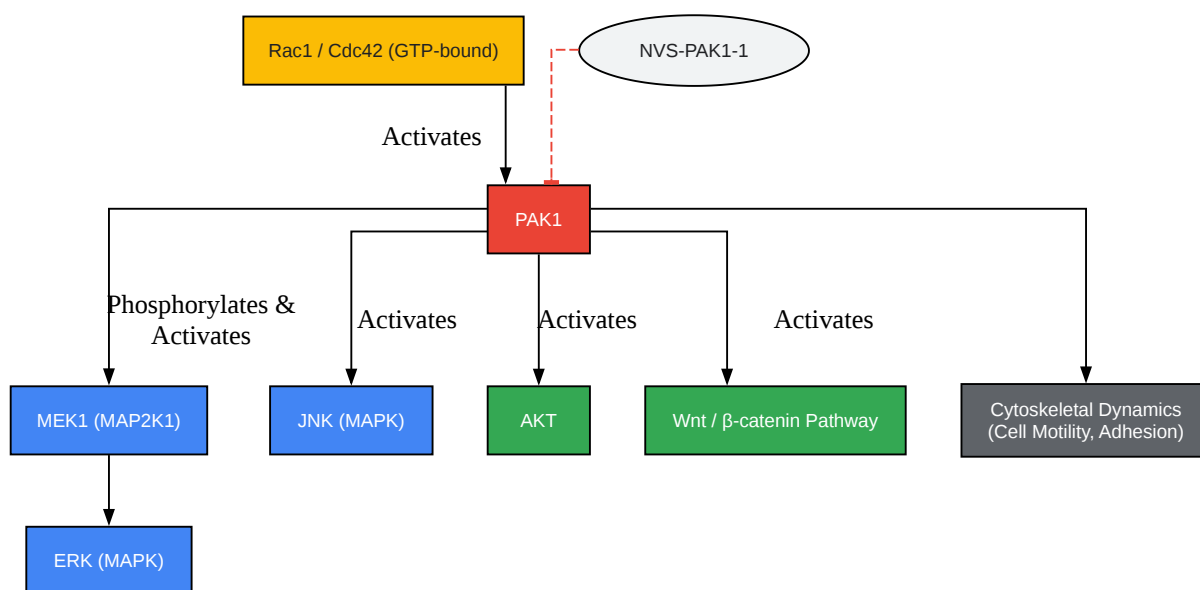 Rac1 / Cdc42 (GTP-bound)
NVS-PAK1-1
Activates
PAK1
Phosphorylates &
Activates
Activates
Activates
Activates
MEK1 (MAP2K1)
JNK (MAPK)
AKT
Wnt / β-catenin Pathway
Cytoskeletal Dynamics
(Cell Motility, Adhesion)
ERK (MAPK)